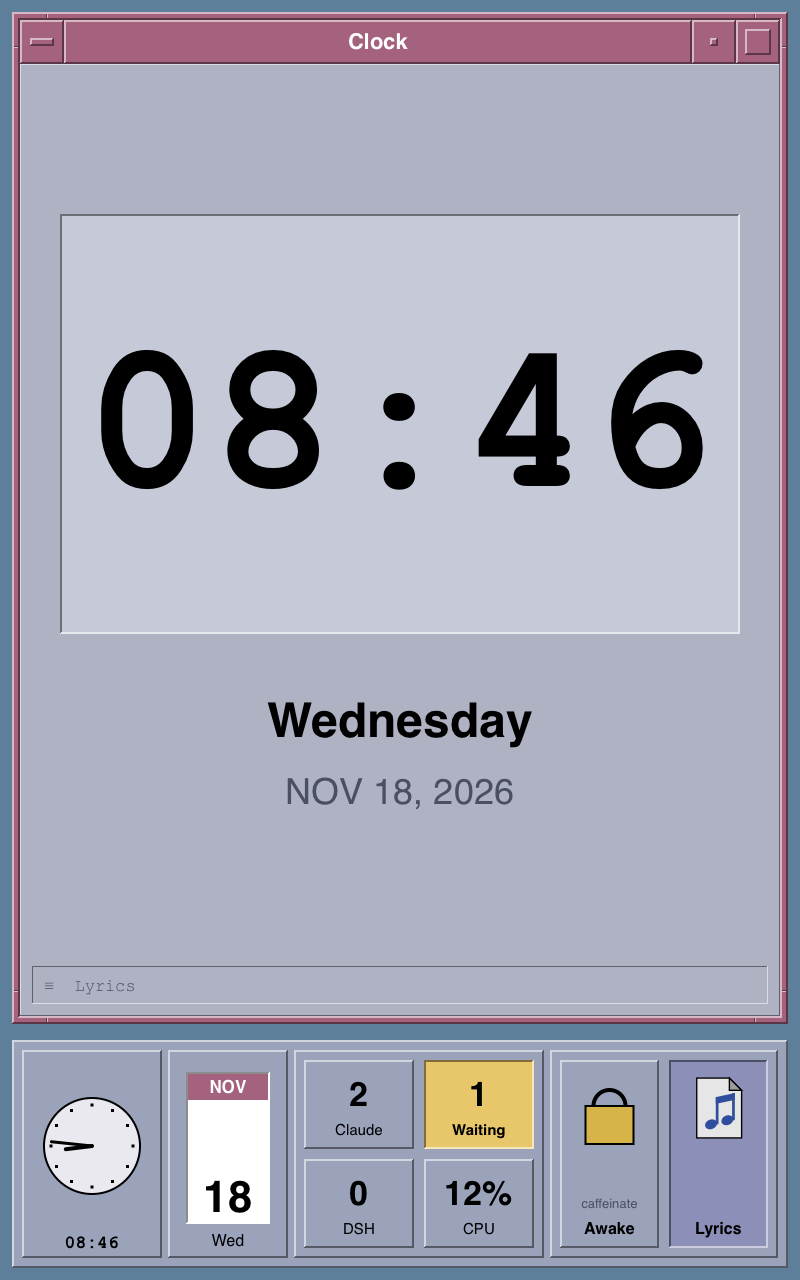 Clock
08:46
Wednesday
NOV 18, 2026
≡ Lyrics
08:46
NOV
18
Wed
2
Claude
1
Waiting
0
DSH
12%
CPU
caffeinate
Awake
Lyrics